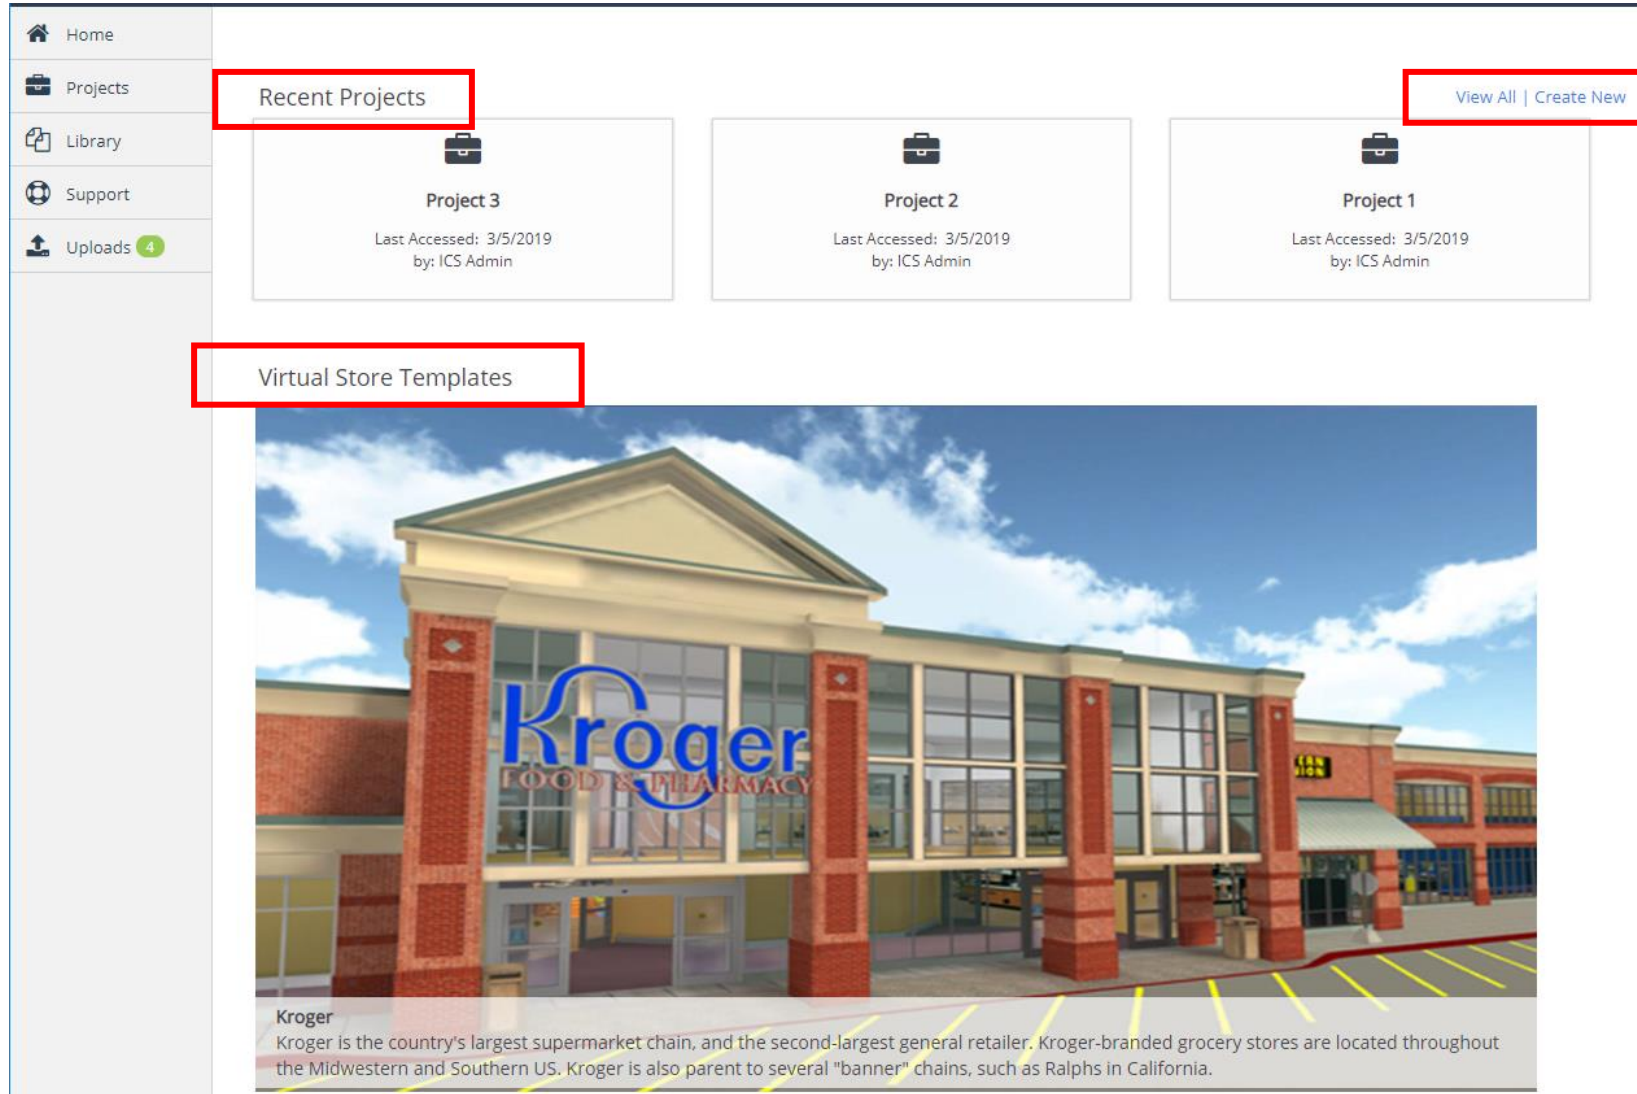 Home
Projects
Library
Support
Uploads 4
Recent Projects
View All | Create New
Project 3
Last Accessed: 3/5/2019
by: ICS Admin
Project 2
Last Accessed: 3/5/2019
by: ICS Admin
Project 1
Last Accessed: 3/5/2019
by: ICS Admin
Virtual Store Templates
Kroger
FOOD & PHARMACY
ERN
ION
Kroger
Kroger is the country's largest supermarket chain, and the second-largest general retailer. Kroger-branded grocery stores are located throughout
the Midwestern and Southern US. Kroger is also parent to several "banner" chains, such as Ralphs in California.